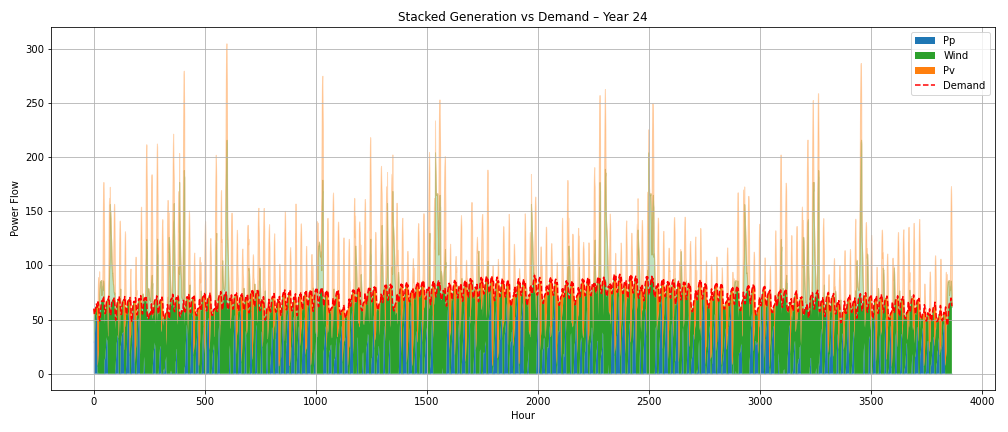 Stacked Generation vs Demand – Year 24
Power Flow
300
250
200
150
100
50
0
0 500 1000 1500 2000 2500 3000 3500 4000
Hour
Pp
Wind
Pv
Demand